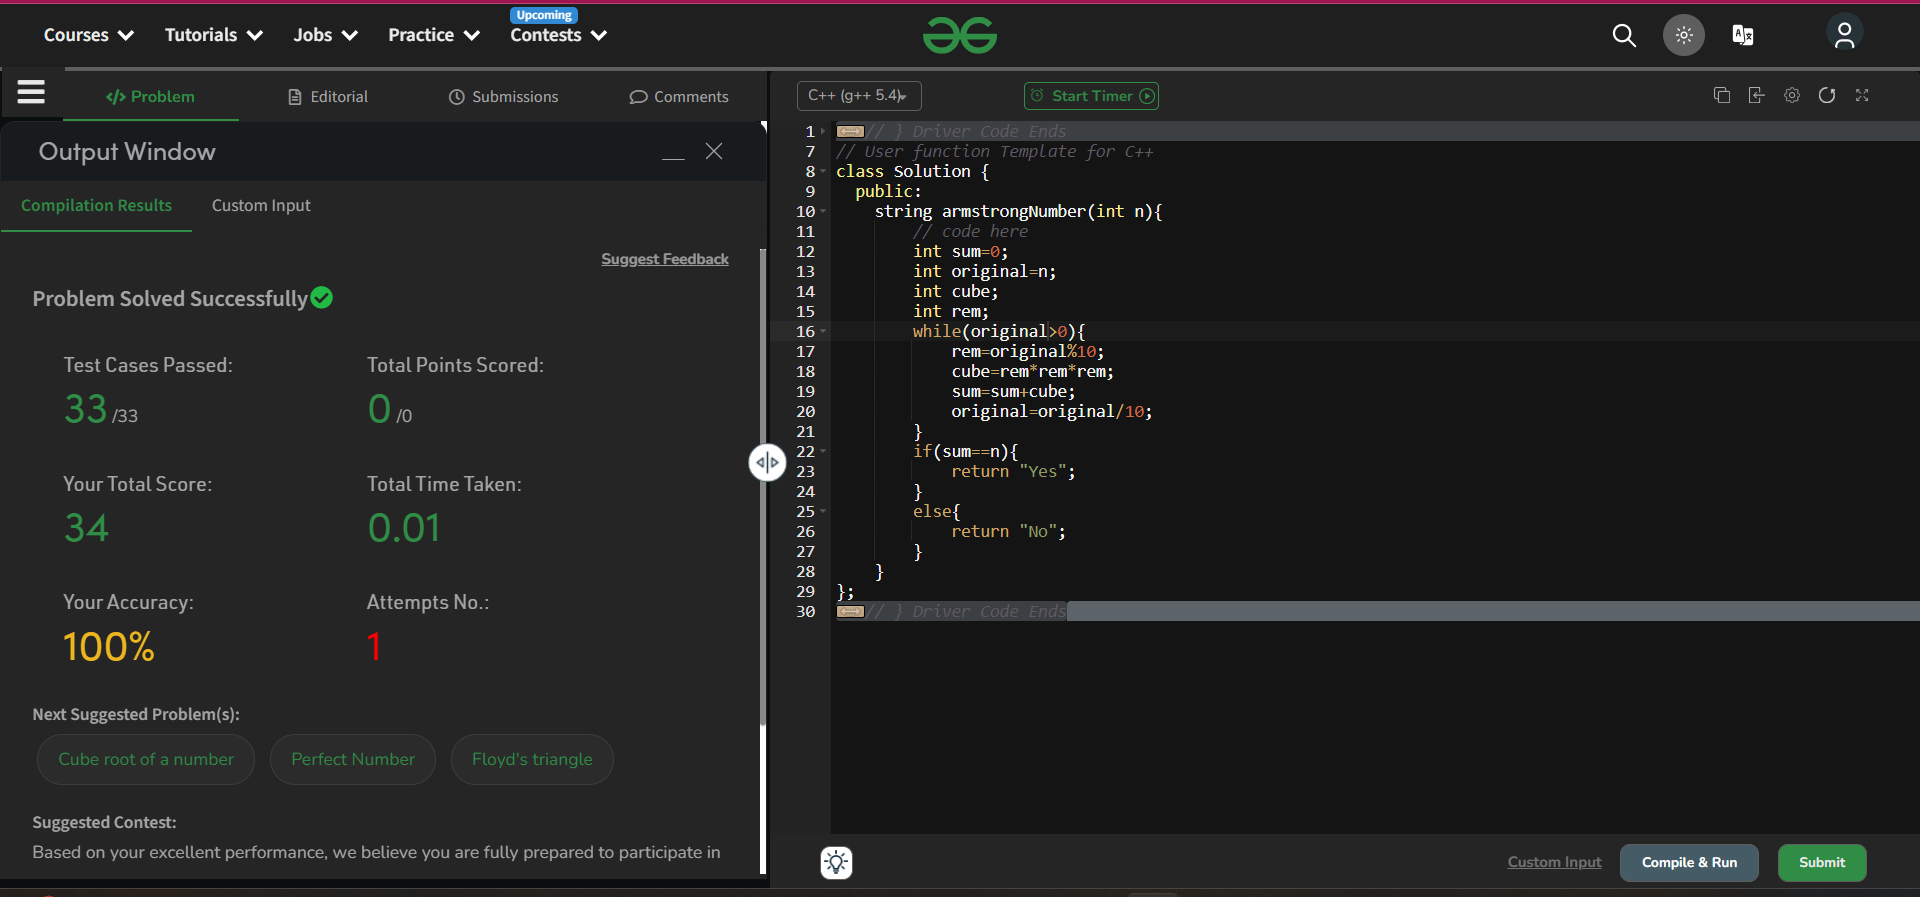 Upcoming
Courses Tutorials Jobs Practice Contests
</> Problem Editorial Submissions Comments
Output Window
Compilation Results Custom Input
Suggest Feedback
Problem Solved Successfully
Test Cases Passed: Total Points Scored:
33 /33 0 /0
Your Total Score: Total Time Taken:
34 0.01
Your Accuracy: Attempts No.:
100% 1
Next Suggested Problem(s):
Cube root of a number Perfect Number Floyd's triangle
Suggested Contest:
Based on your excellent performance, we believe you are fully prepared to participate in
C++ (g++ 5.4) Start Timer
1 // } Driver Code Ends
7 // User function Template for C++
8 class Solution {
9 public:
10 string armstrongNumber(int n){
11 // code here
12 int sum=0;
13 int original=n;
14 int cube;
15 int rem;
16 while(original>0){
17 rem=original%10;
18 cube=rem*rem*rem;
19 sum=sum+cube;
20 original=original/10;
21 }
22 if(sum==n){
23 return "Yes";
24 }
25 else{
26 return "No";
27 }
28 }
29 };
30 // } Driver Code Ends
Custom Input Compile & Run Submit